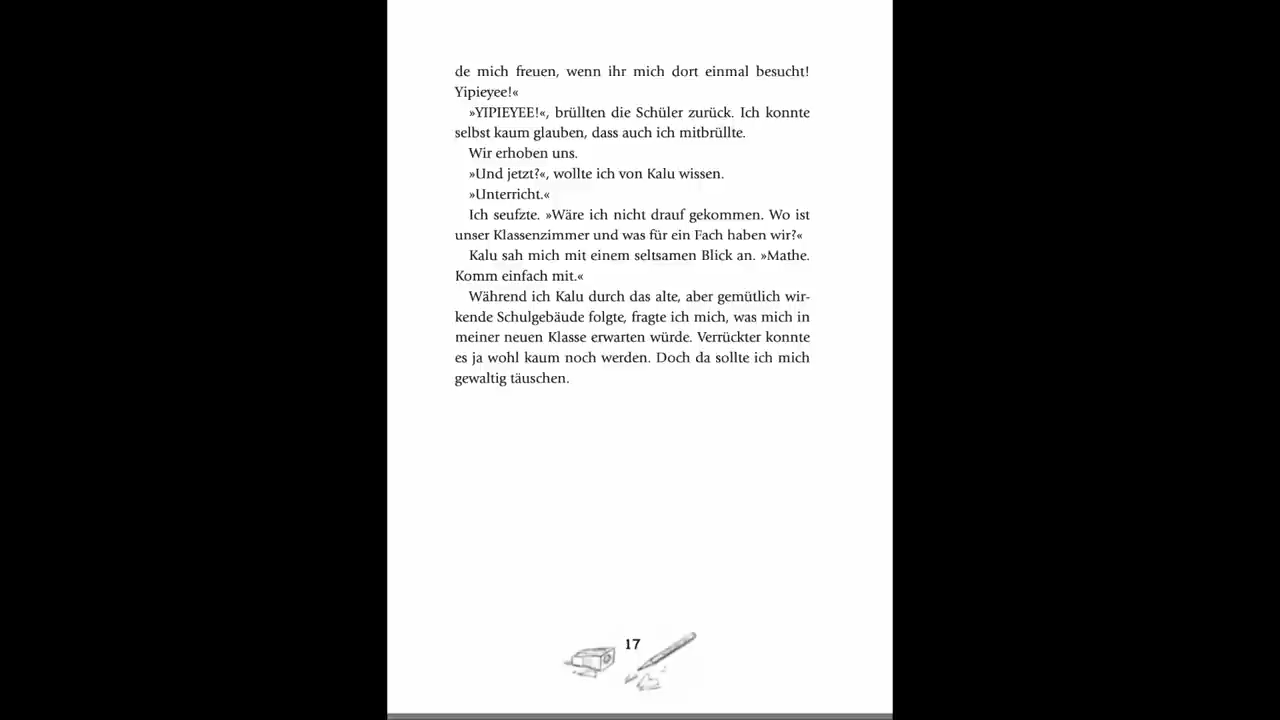 de mich freuen, wenn ihr mich dort einmal besucht!
Yipieyee!«
»YIPIEYEE!«, brüllten die Schüler zurück. Ich konnte
selbst kaum glauben, dass auch ich mitbrüllte.
Wir erhoben uns.
»Und jetzt?«, wollte ich von Kalu wissen.
»Unterricht.«
Ich seufzte. »Wäre ich nicht drauf gekommen. Wo ist
unser Klassenzimmer und was für ein Fach haben wir?«
Kalu sah mich mit einem seltsamen Blick an. »Mathe.
Komm einfach mit.«
Während ich Kalu durch das alte, aber gemütlich wir-
kende Schulgebäude folgte, fragte ich mich, was mich in
meiner neuen Klasse erwarten würde. Verrückter konnte
es ja wohl kaum noch werden. Doch da sollte ich mich
gewaltig täuschen.
17